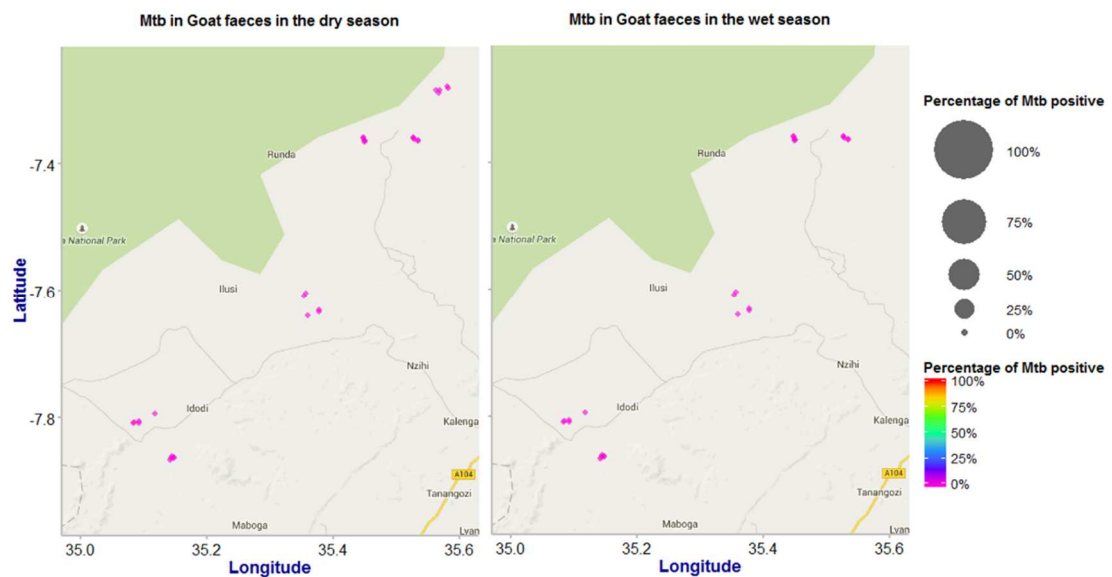 Mtb in Goat faeces in the dry season
Mtb in Goat faeces in the wet season
Latitude
-7.4
-7.6
-7.8
Runda
a National Park
Ilusi
Nzihi
Idodi
Kalenga
A104
Tanangozi
Maboga
Lyan
35.0
35.2
35.4
35.6
Longitude
Runda
a National Park
Ilusi
Nzihi
Idodi
Kalenga
A104
Tanangozi
Maboga
Lyan
35.0
35.2
35.4
35.6
Longitude
Percentage of Mtb positive
100%
75%
50%
25%
0%
Percentage of Mtb positive
100%
75%
50%
25%
0%